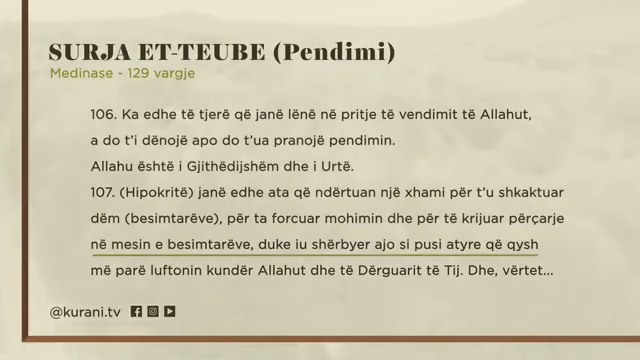 SURJA ET-TEUBE (Pendimi)
Medinase - 129 vargje
106. Ka edhe të tjerë që janë lënë në pritje të vendimit të Allahut,
a do t'i dënojë apo do t'ua pranojë pendimin.
Allahu është i Gjithëdijshëm dhe i Urtë.
107. (Hipokritë) janë edhe ata që ndërtuan një xhami për t'u shkaktuar
dëm (besimtarëve), për ta forcuar mohimin dhe për të krijuar përçarje
në mesin e besimtarëve, duke iu shërbyer ajo si pusi atyre që qysh
më parë luftonin kundër Allahut dhe të Dërguarit të Tij. Dhe, vërtet...
@kurani.tv